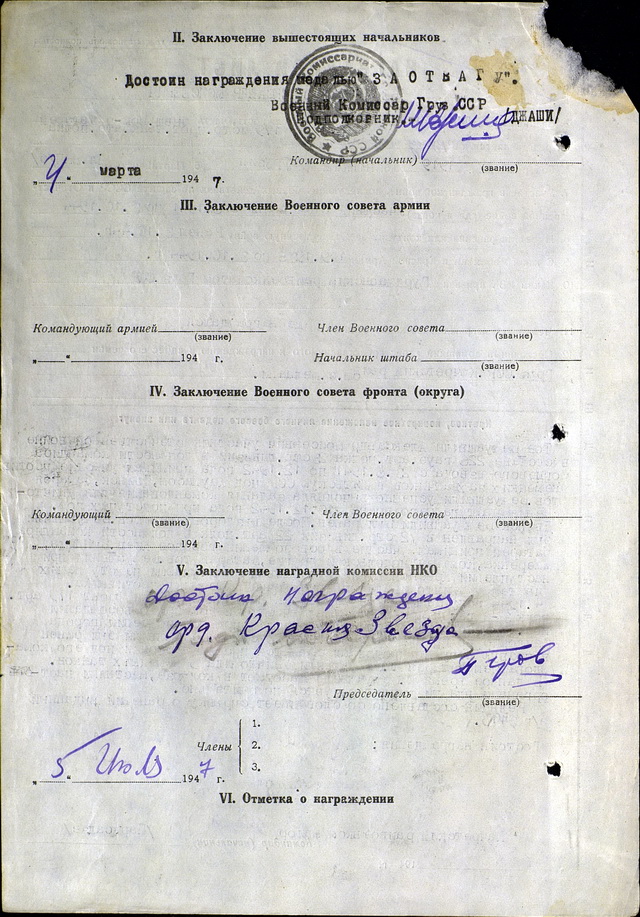 II. Заключение вышестоящих начальников
Достоин награждения медалью "ЗА ОТВАГУ".
Военный Комиссар Груз.ССР
подполковник /ДЖАШИ/
Командир (начальник)
(звание)
„4“ марта 1947.
III. Заключение Военного совета армии
Командующий армией Член Военного совета
(звание) (звание)
„ “ 194 г. Начальник штаба
(звание)
IV. Заключение Военного совета фронта (округа)
Командующий Член Военного совета
(звание) (звание)
„ “ 194 г.
V. Заключение наградной комиссии НКО
Достоин награждения
орд. Красная Звезда
Председатель
(звание)
Члены
1.
2.
3.
„5“ Июля 1947 г.
VI. Отметка о награждении